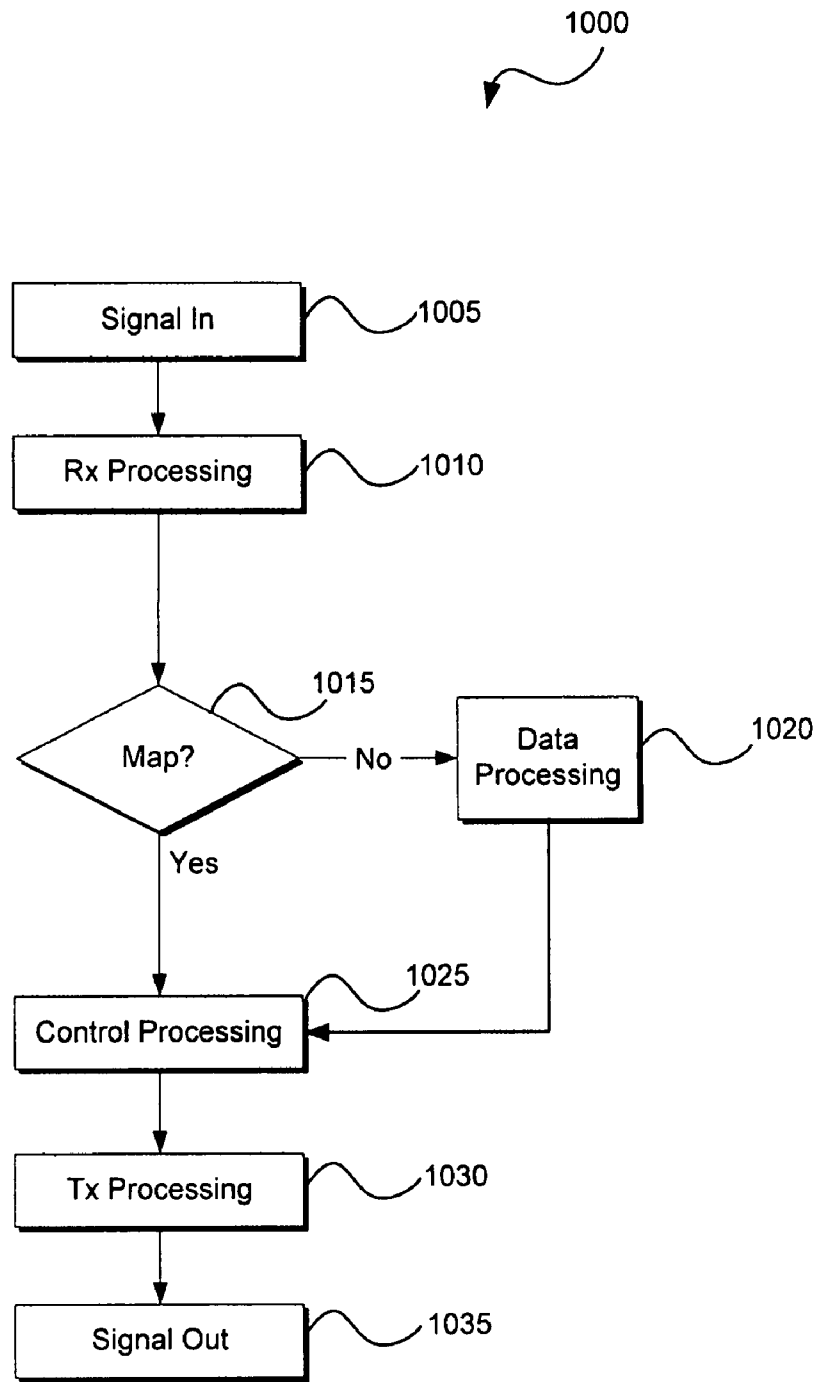 1000
Signal In
1005
Rx Processing
1010
1015
Map?
No
Data
Processing
1020
Yes
1025
Control Processing
Tx Processing
1030
Signal Out
1035